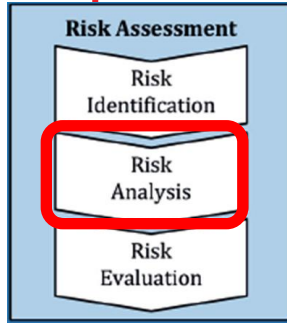 Risk Assessment
Risk
Identification
Risk
Analysis
Risk
Evaluation